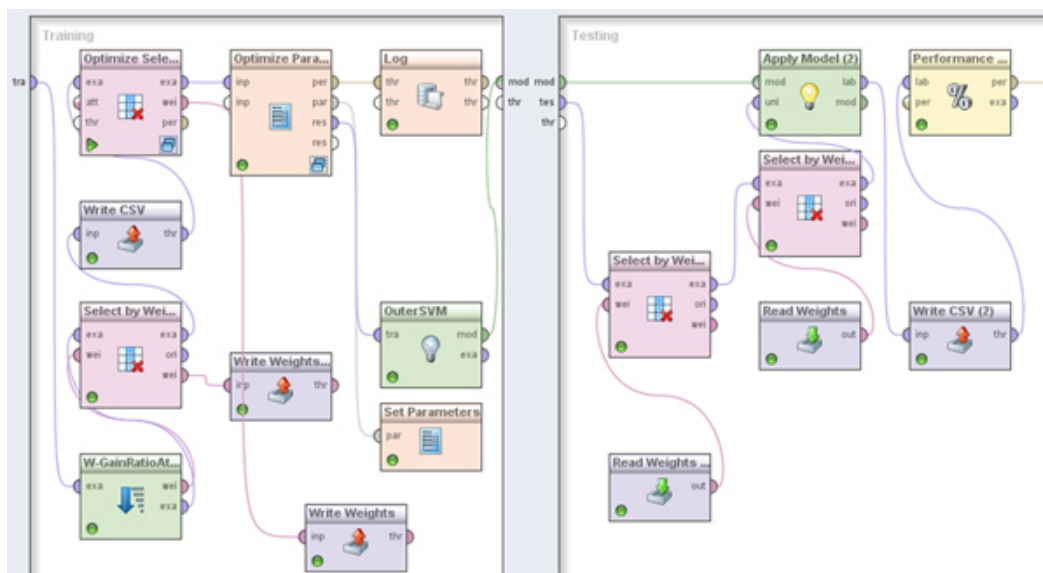 Training
Testing
tra
Optimize Sele...
exa exa
att wei
thr per
Optimize Para...
inp per
inp par
res
res
Log
thr thr
thr thr
mod mod
thr tes
thr
Apply Model (2)
mod lab
unl mod
Performance ...
lab per
per exa
Write CSV
inp thr
Select by Wei...
exa exa
wei ori
wei
Select by Wei...
exa exa
wei ori
wei
Select by Wei...
exa exa
wei ori
wei
OuterSVM
tra mod
exa
Read Weights
out
Write CSV (2)
inp thr
Write Weights...
inp thr
Set Parameters
par
W-GainRatioAt...
exa wei
exa
Read Weights ...
out
Write Weights
inp thr